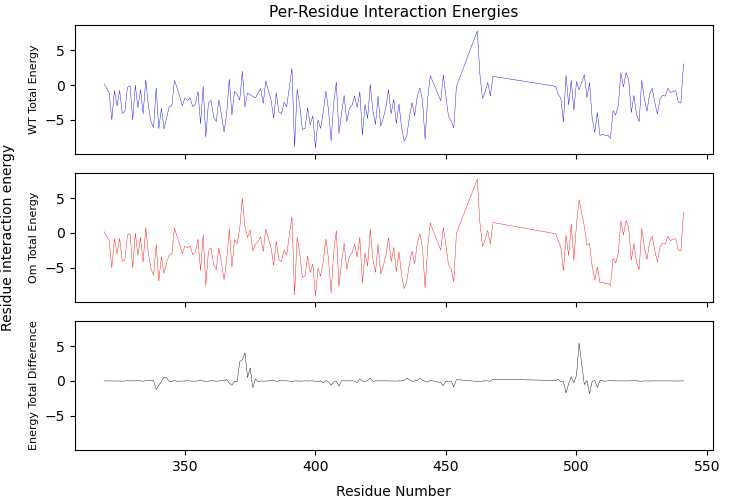 Per-Residue Interaction Energies
Residue interaction energy
WT Total Energy
5
0
−5
Om Total Energy
5
0
−5
Energy Total Difference
5
0
−5
350
400
450
500
550
Residue Number